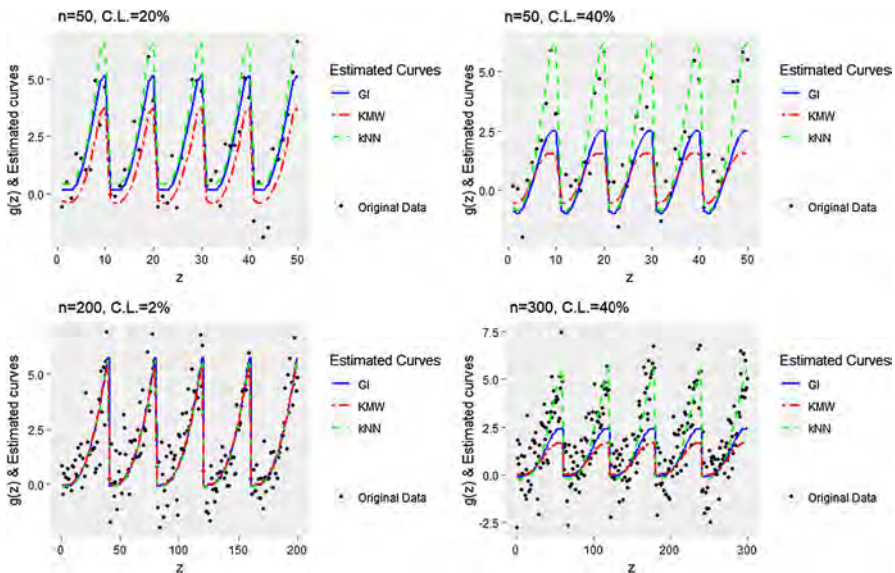 n=50, C.L.=20%
g(z) & Estimated curves
5.0
2.5
0.0
0 10 20 30 40 50
z
Estimated Curves
GI
KMW
kNN
Original Data
n=50, C.L.=40%
g(z) & Estimated curves
5.0
2.5
0.0
0 10 20 30 40 50
z
Estimated Curves
GI
KMW
kNN
Original Data
n=200, C.L.=2%
g(z) & Estimated curves
5.0
2.5
0.0
0 50 100 150 200
z
Estimated Curves
GI
KMW
kNN
Original Data
n=300, C.L.=40%
g(z) & Estimated curves
7.5
5.0
2.5
0.0
-2.5
0 100 200 300
z
Estimated Curves
GI
KMW
kNN
Original Data